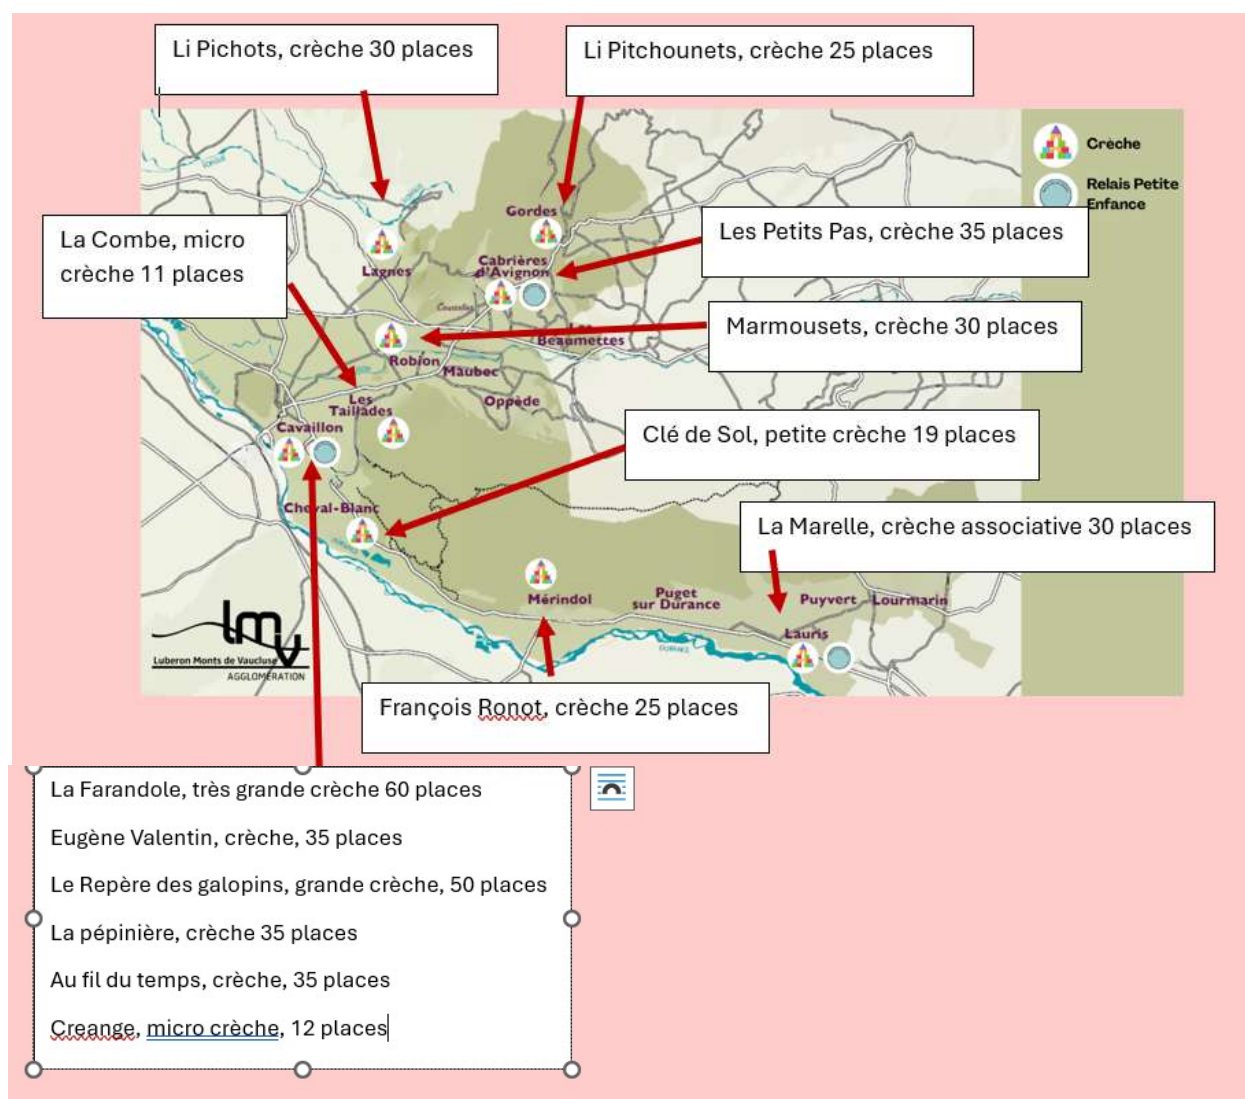 Li Pichots, crèche 30 places
Li Pitchounets, crèche 25 places
Crèche
Relais Petite
Enfance
Gordes
La Combe, micro
crèche 11 places
Les Petits Pas, crèche 35 places
Lagnes
Cabrières
d'Avignon
Coustellet
Marmousets, crèche 30 places
Les
Beaumettes
Robion
Maubec
Les
Taillades
Oppède
Cavaillon
Clé de Sol, petite crèche 19 places
Cheval-Blanc
La Marelle, crèche associative 30 places
Mérindol
Puget
sur Durance
Puyvert
Lourmarin
Lauris
DURANCE
lmv
Luberon Monts de Vaucluse
AGGLOMÉRATION
François Ronot, crèche 25 places
La Farandole, très grande crèche 60 places
Eugène Valentin, crèche, 35 places
Le Repère des galopins, grande crèche, 50 places
La pépinière, crèche 35 places
Au fil du temps, crèche, 35 places
Creange, micro crèche, 12 places